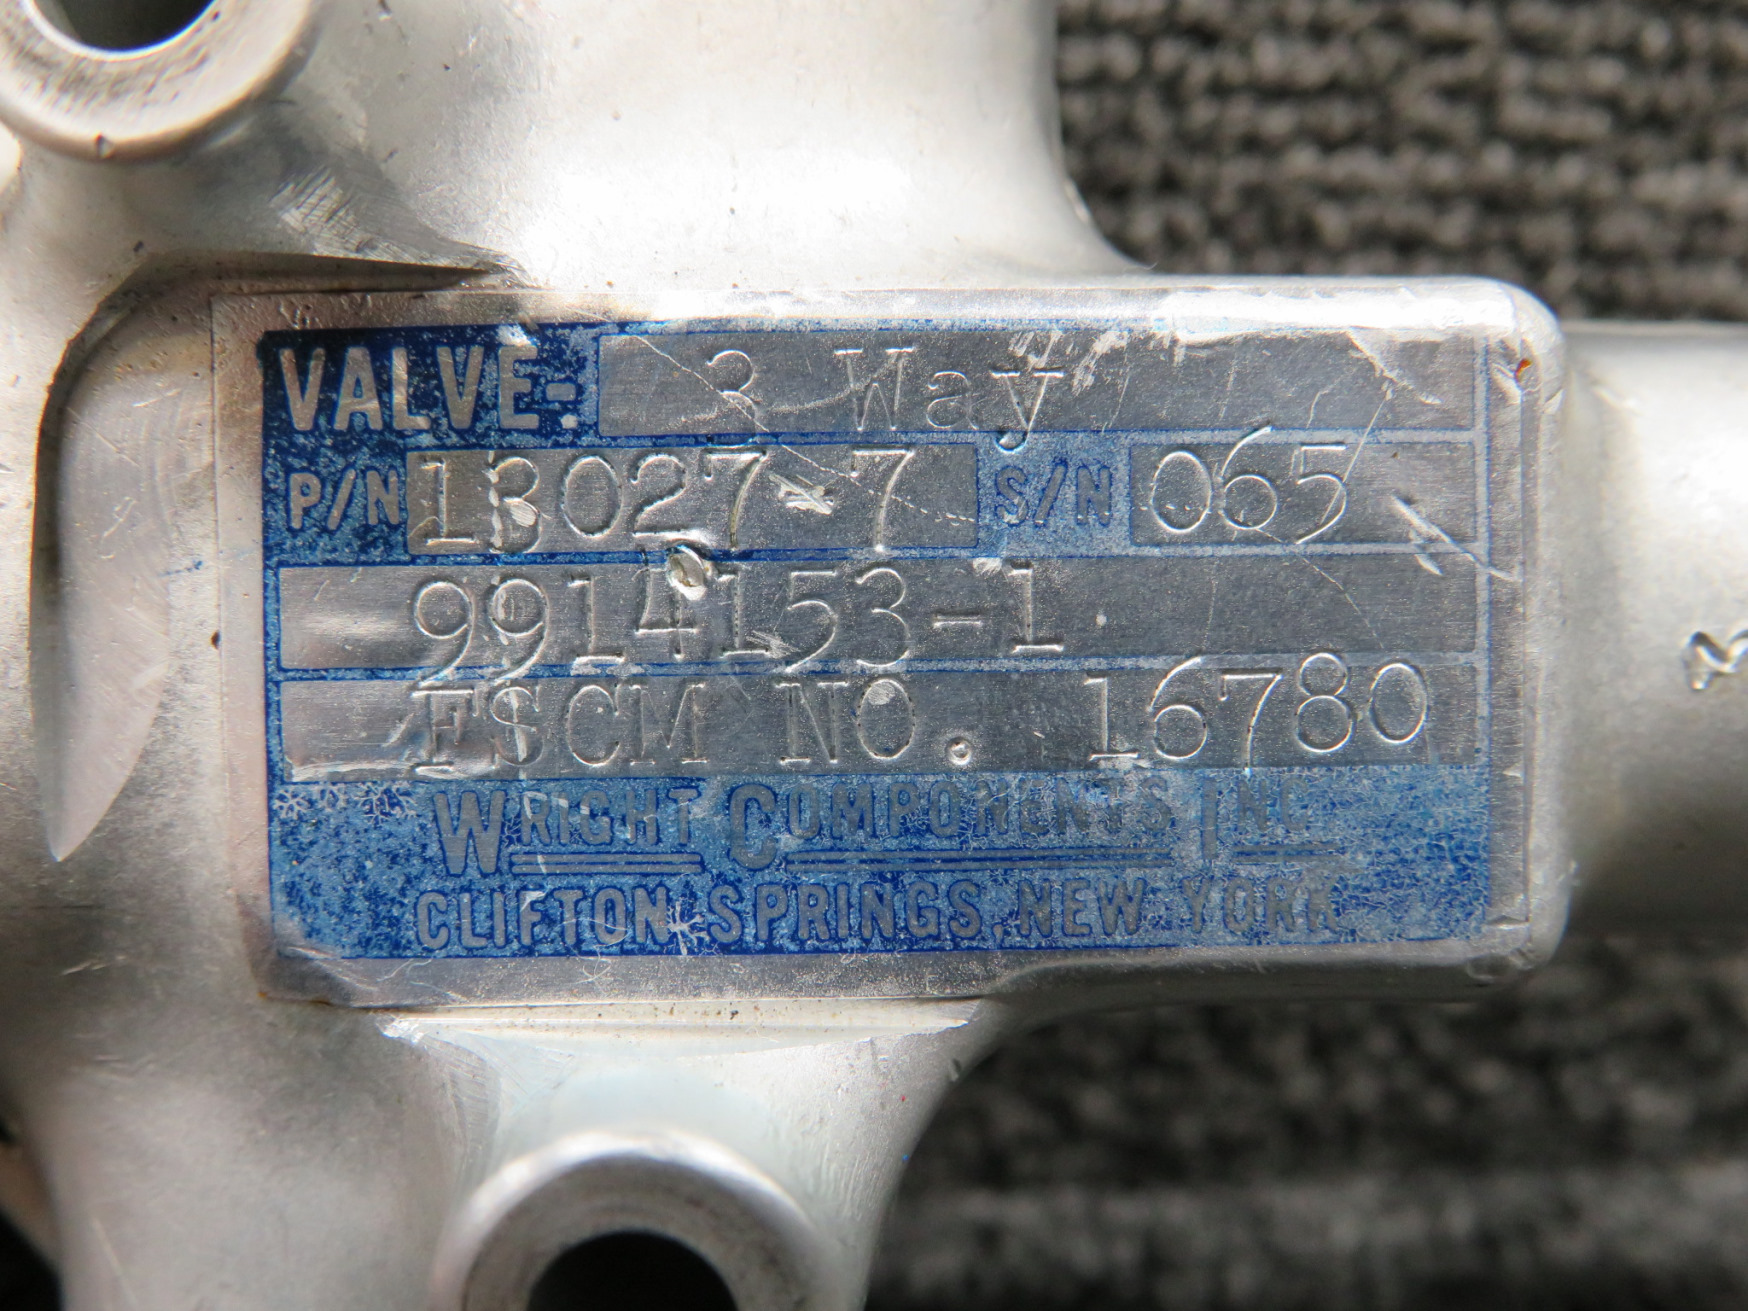 VALVE: 3 Way
P/N 13027-7 S/N 065
9914153-1
FSCM NO. 16780
WRIGHT COMPONENTS INC
CLIFTON SPRINGS, NEW YORK